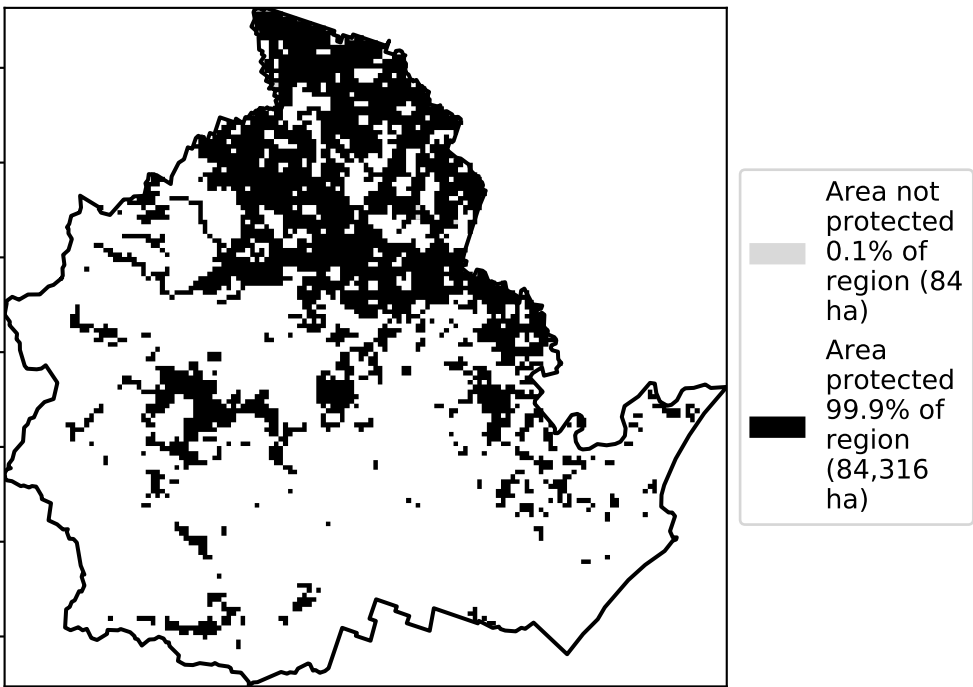 Area not
protected
0.1% of
region (84
ha)
Area
protected
99.9% of
region
(84,316
ha)